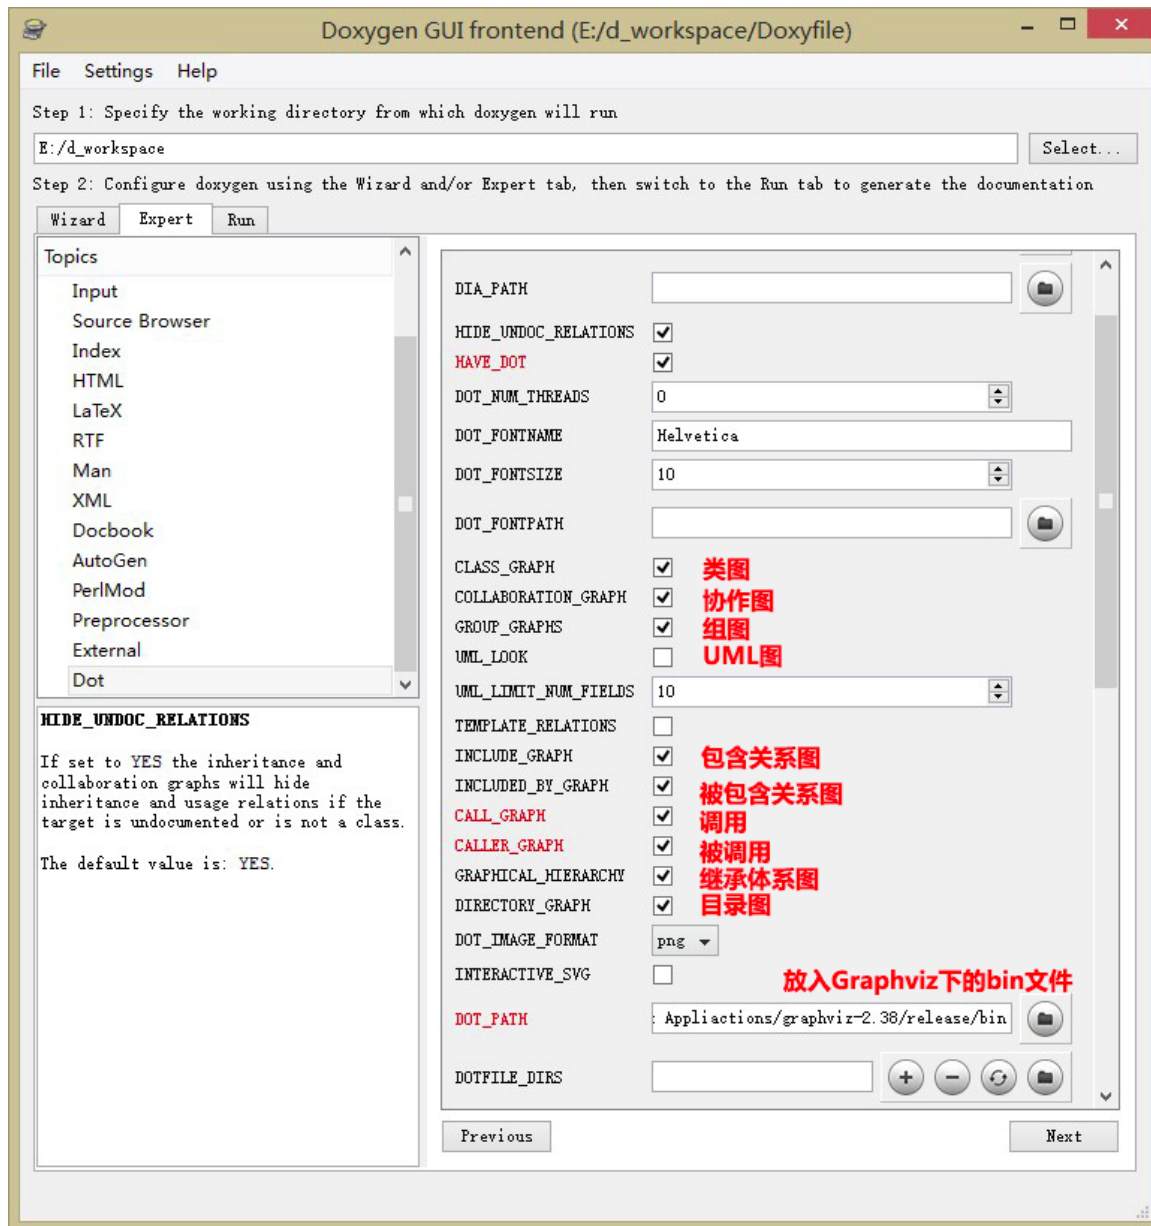 Doxygen GUI frontend (E:/d_workspace/Doxyfile)
File Settings Help
Step 1: Specify the working directory from which doxygen will run
E:/d_workspace
Select...
Step 2: Configure doxygen using the Wizard and/or Expert tab, then switch to the Run tab to generate the documentation
Wizard Expert Run
Topics
Input
Source Browser
Index
HTML
LaTeX
RTF
Man
XML
Docbook
AutoGen
PerlMod
Preprocessor
External
Dot
HIDE_UNDOC_RELATIONS
If set to YES the inheritance and
collaboration graphs will hide
inheritance and usage relations if the
target is undocumented or is not a class.
The default value is: YES.
DIA_PATH
HIDE_UNDOC_RELATIONS
HAVE_DOT
DOT_NUM_THREADS 0
DOT_FONTNAME Helvetica
DOT_FONTSIZE 10
DOT_FONTPATH
CLASS_GRAPH 类图
COLLABORATION_GRAPH 协作图
GROUP_GRAPHS 组图
UML_LOOK UML图
UML_LIMIT_NUM_FIELDS 10
TEMPLATE_RELATIONS
INCLUDE_GRAPH 包含关系图
INCLUDED_BY_GRAPH 被包含关系图
CALL_GRAPH 调用
CALLER_GRAPH 被调用
GRAPHICAL_HIERARCHY 继承体系图
DIRECTORY_GRAPH 目录图
DOT_IMAGE_FORMAT png
INTERACTIVE_SVG
放入Graphviz下的bin文件
DOT_PATH : Appliactions/graphviz-2.38/release/bin
DOTFILE_DIRS
Previous Next